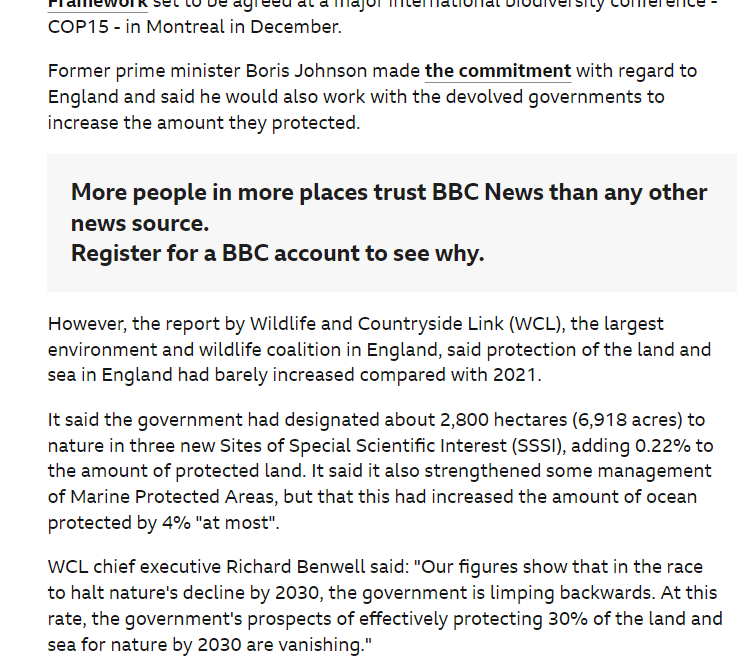 Framework set to be agreed at a major international biodiversity conference -
COP15 - in Montreal in December.
Former prime minister Boris Johnson made the commitment with regard to
England and said he would also work with the devolved governments to
increase the amount they protected.
More people in more places trust BBC News than any other
news source.
Register for a BBC account to see why.
However, the report by Wildlife and Countryside Link (WCL), the largest
environment and wildlife coalition in England, said protection of the land and
sea in England had barely increased compared with 2021.
It said the government had designated about 2,800 hectares (6,918 acres) to
nature in three new Sites of Special Scientific Interest (SSSI), adding 0.22% to
the amount of protected land. It said it also strengthened some management
of Marine Protected Areas, but that this had increased the amount of ocean
protected by 4% "at most".
WCL chief executive Richard Benwell said: "Our figures show that in the race
to halt nature's decline by 2030, the government is limping backwards. At this
rate, the government's prospects of effectively protecting 30% of the land and
sea for nature by 2030 are vanishing."